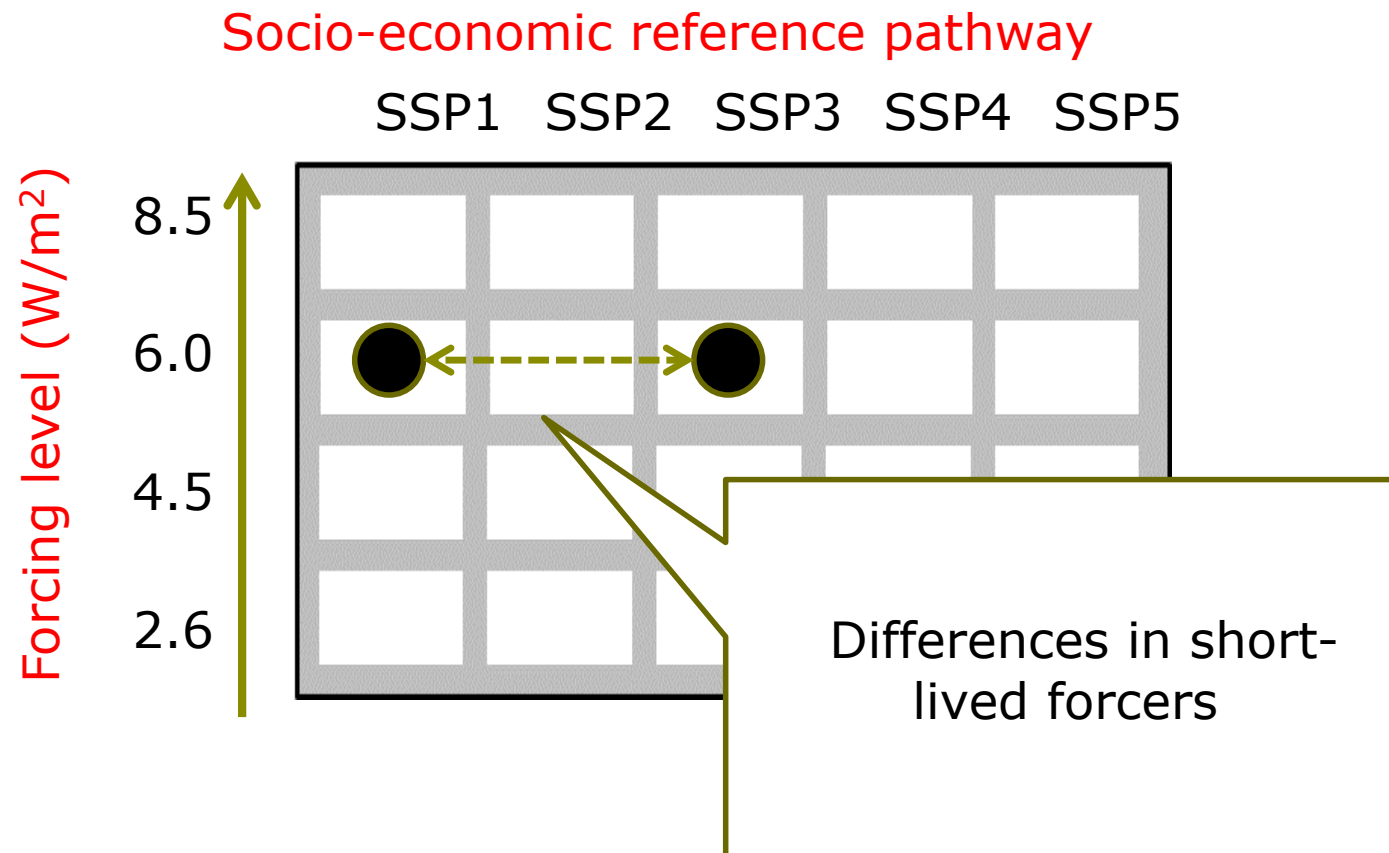 Socio-economic reference pathway
SSP1 SSP2 SSP3 SSP4 SSP5
Forcing level (W/m²)
8.5
6.0
4.5
2.6
Differences in short-
lived forcers